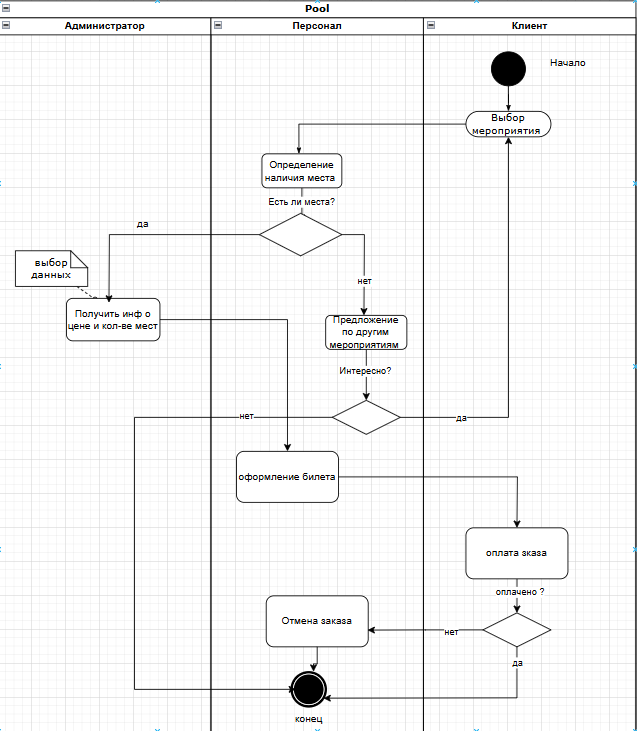 Pool
Администратор
Персонал
Клиент
Начало
Выбор
мероприятия
Определение
наличия места
Есть ли места?
да
выбор
данных
нет
Получить инф о
цене и кол-ве мест
Предложение
по другим
мероприятиям
Интересно?
нет
да
оформление билета
оплата зказа
оплачено ?
Отмена заказа
нет
да
конец